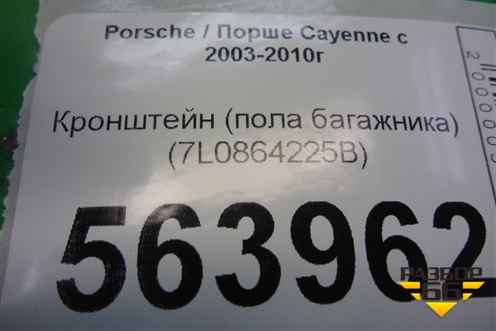 Porsche / Порше Cayenne с
2003-2010г
Кронштейн (пола багажника)
(7L0864225B)
563962
РАЗБОР
66